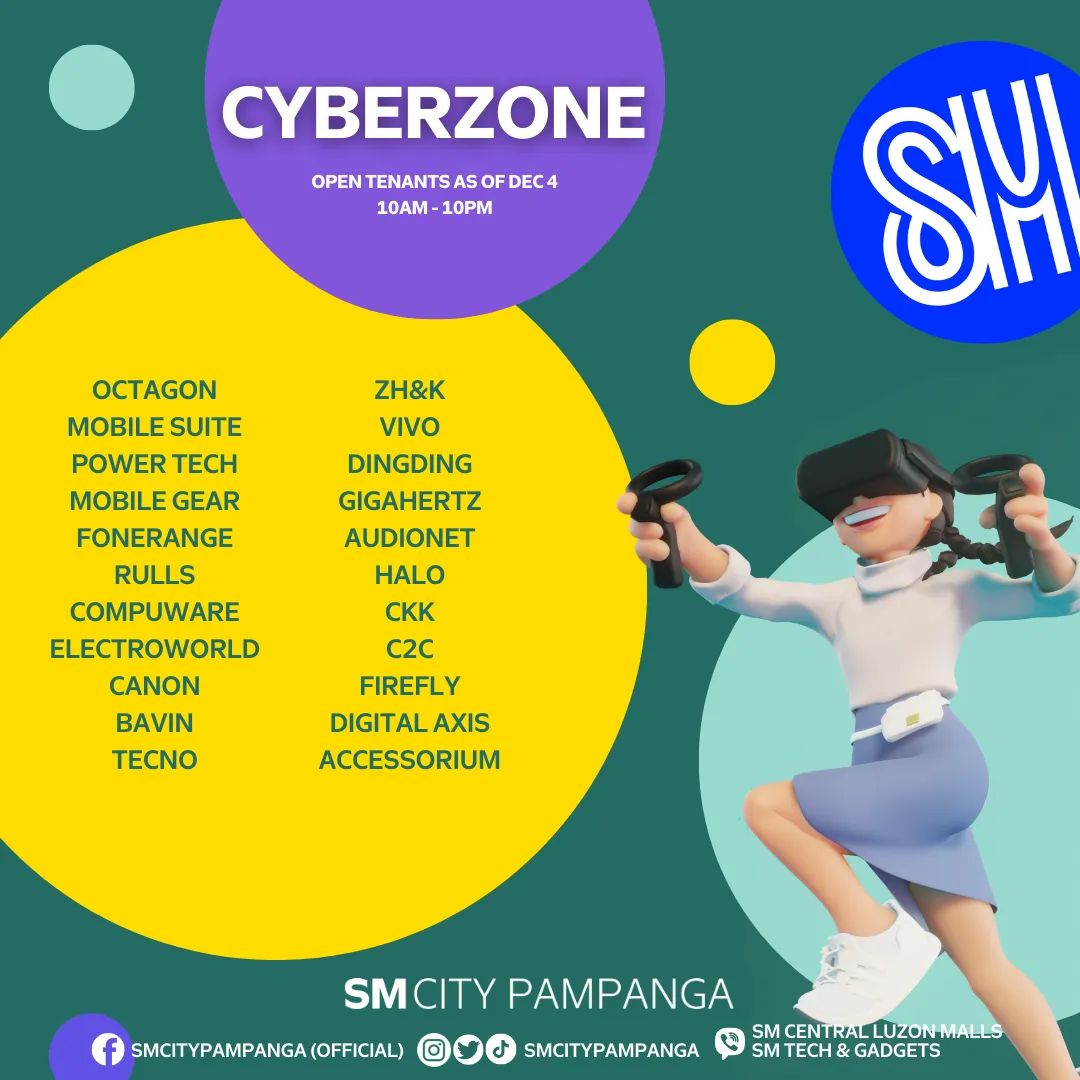 CYBERZONE
OPEN TENANTS AS OF DEC 4
10AM - 10PM
SM
OCTAGON
MOBILE SUITE
POWER TECH
MOBILE GEAR
FONERANGE
RULLS
COMPUWARE
ELECTROWORLD
CANON
BAVIN
TECNO
ZH&K
VIVO
DINGDING
GIGAHERTZ
AUDIONET
HALO
CKK
C2C
FIREFLY
DIGITAL AXIS
ACCESSORIUM
SM CITY PAMPANGA
SMCITYPAMPANGA (OFFICIAL)
SMCITYPAMPANGA
SM CENTRAL LUZON MALLS
SM TECH & GADGETS